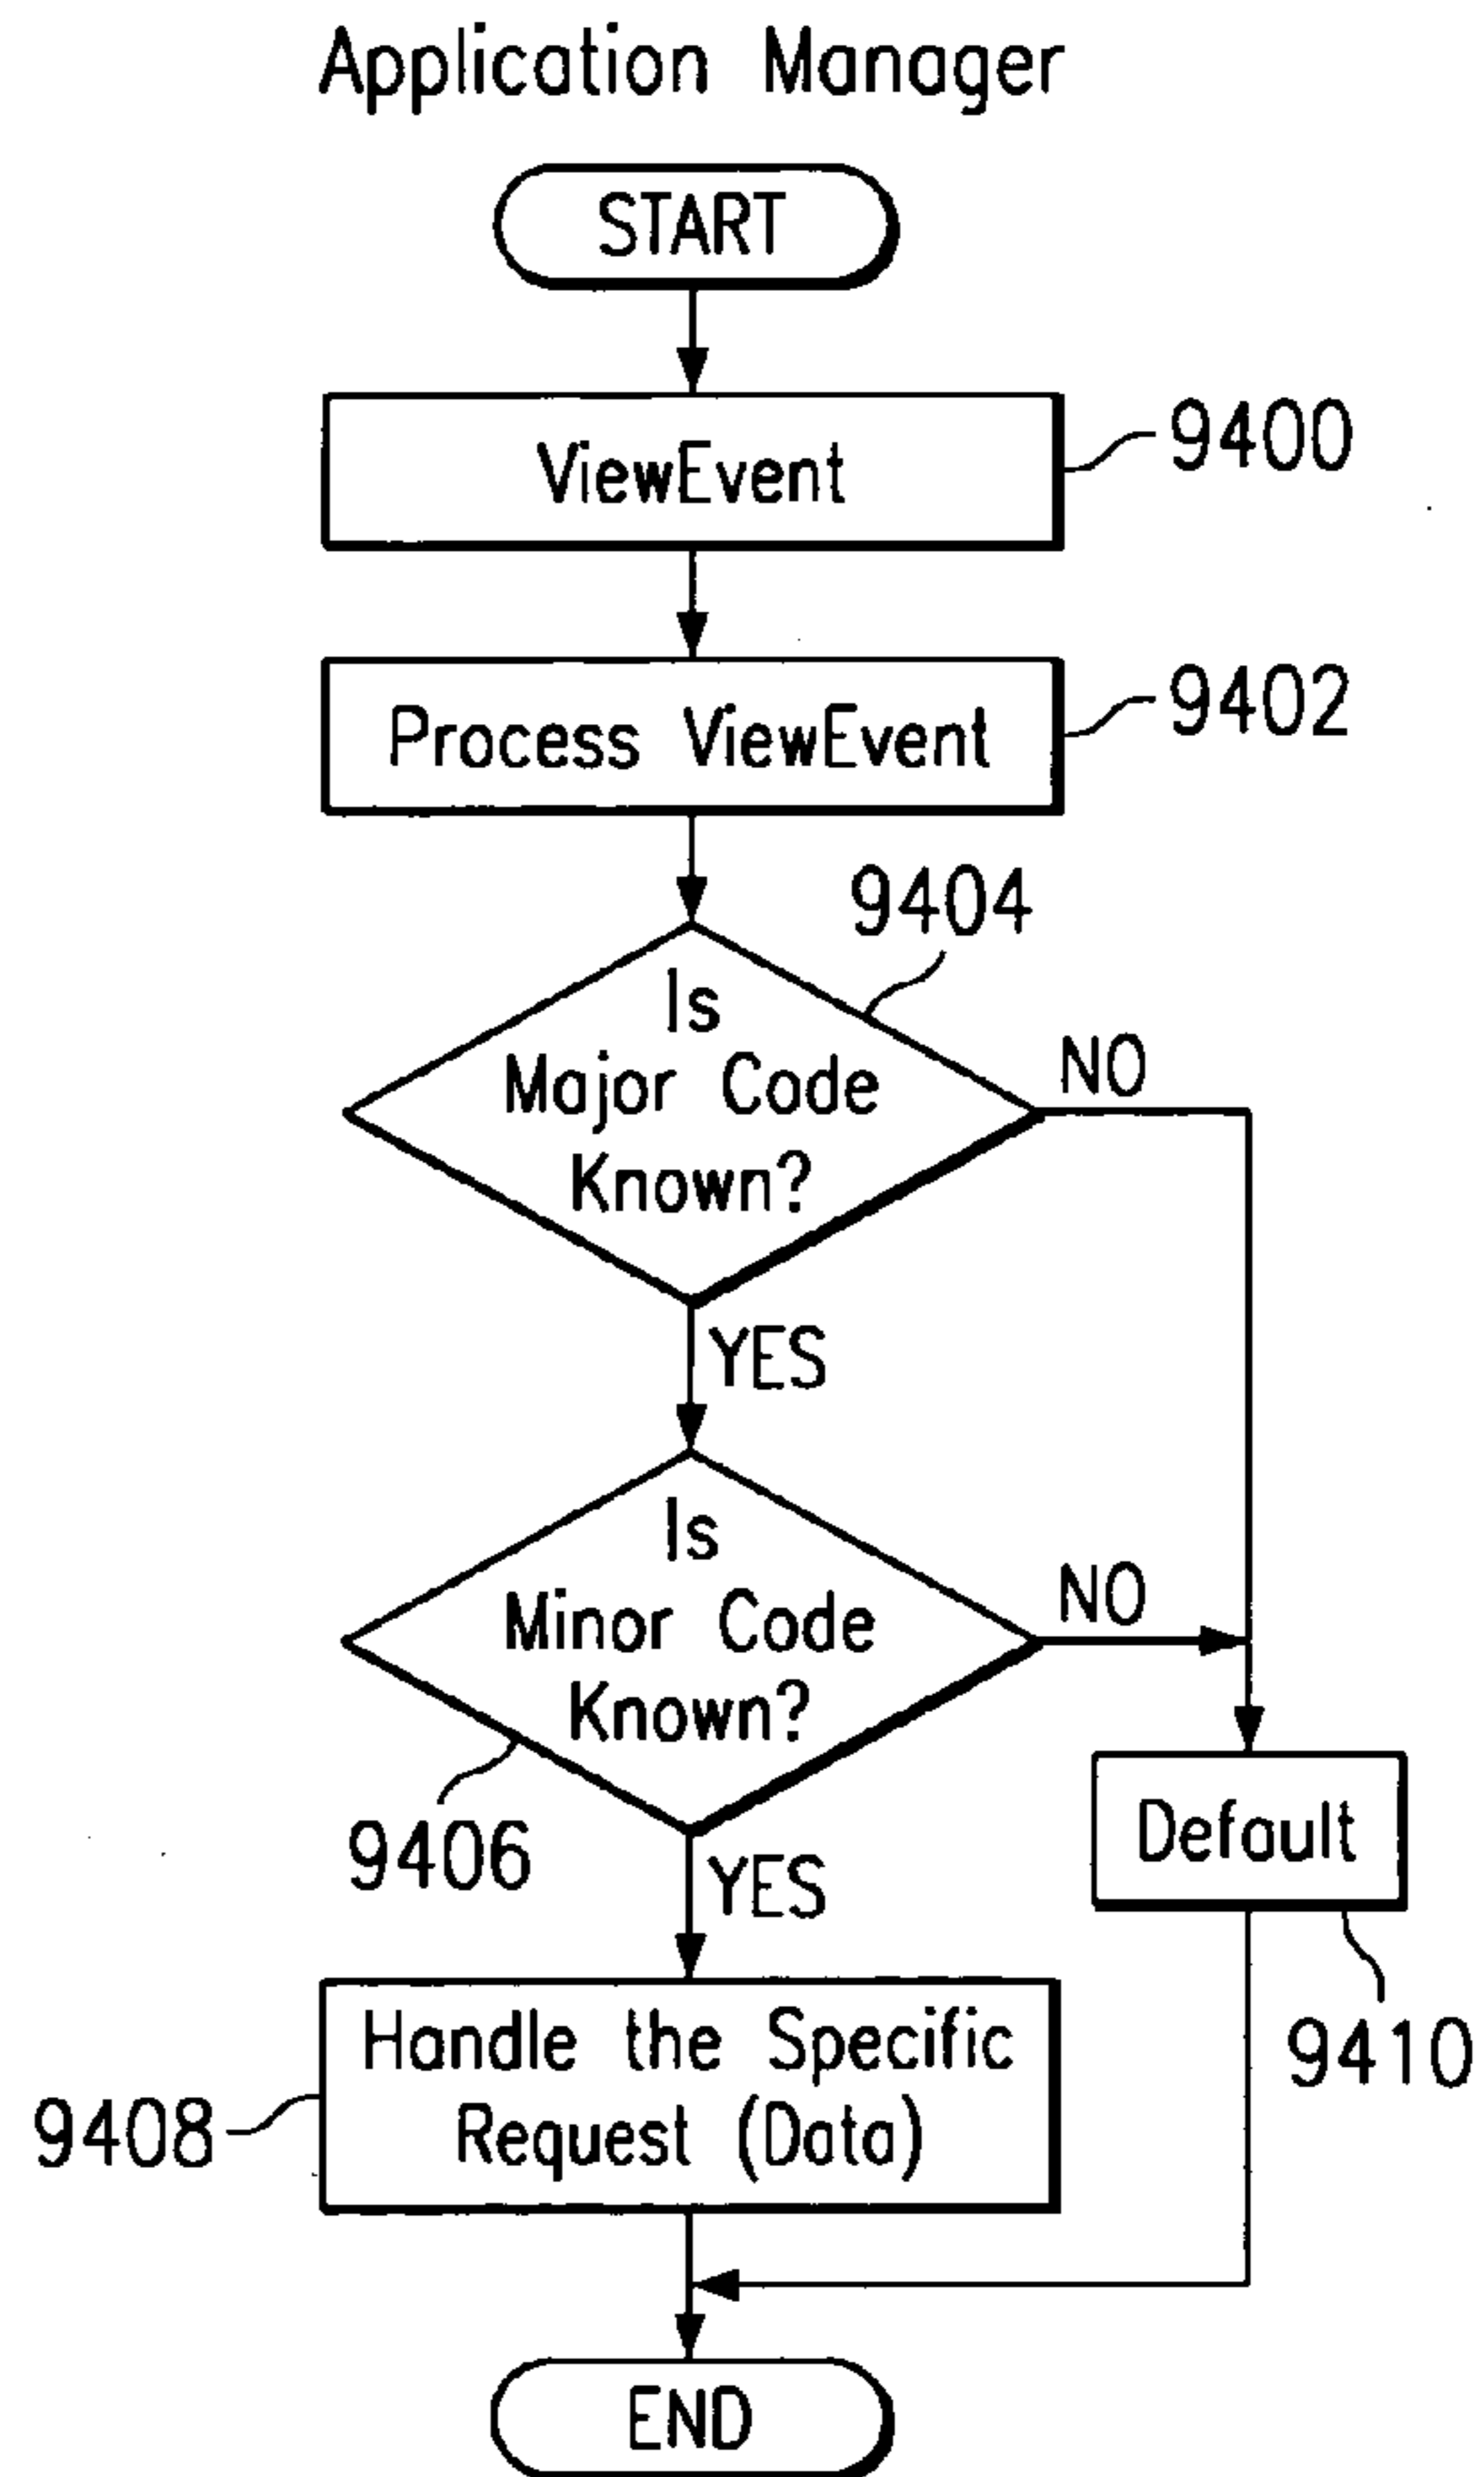 Application Manager
START
ViewEvent
9400
Process ViewEvent
9402
9404
Is
Major Code
Known?
NO
YES
Is
Minor Code
Known?
NO
9406
YES
Default
9410
Handle the Specific
Request (Data)
9408
END